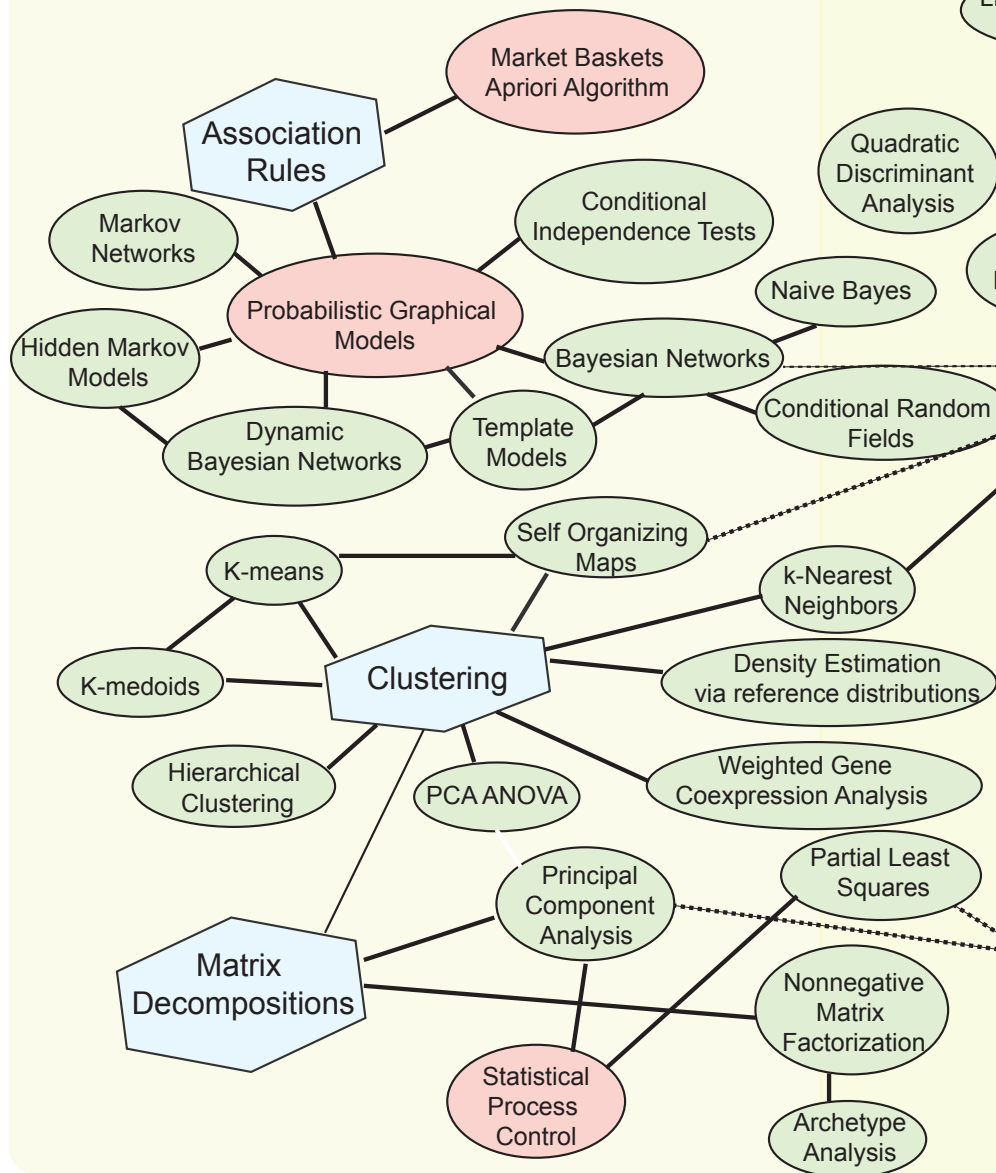 Market Baskets
Apriori Algorithm
Association
Rules
Quadratic
Discriminant
Analysis
Conditional
Independence Tests
Markov
Networks
Naive Bayes
Probabilistic Graphical
Models
Hidden Markov
Models
Bayesian Networks
Conditional Random
Fields
Dynamic
Bayesian Networks
Template
Models
Self Organizing
Maps
K-means
k-Nearest
Neighbors
Clustering
K-medoids
Density Estimation
via reference distributions
Hierarchical
Clustering
PCA ANOVA
Weighted Gene
Coexpression Analysis
Partial Least
Squares
Principal
Component
Analysis
Matrix
Decompositions
Nonnegative
Matrix
Factorization
Statistical
Process
Control
Archetype
Analysis